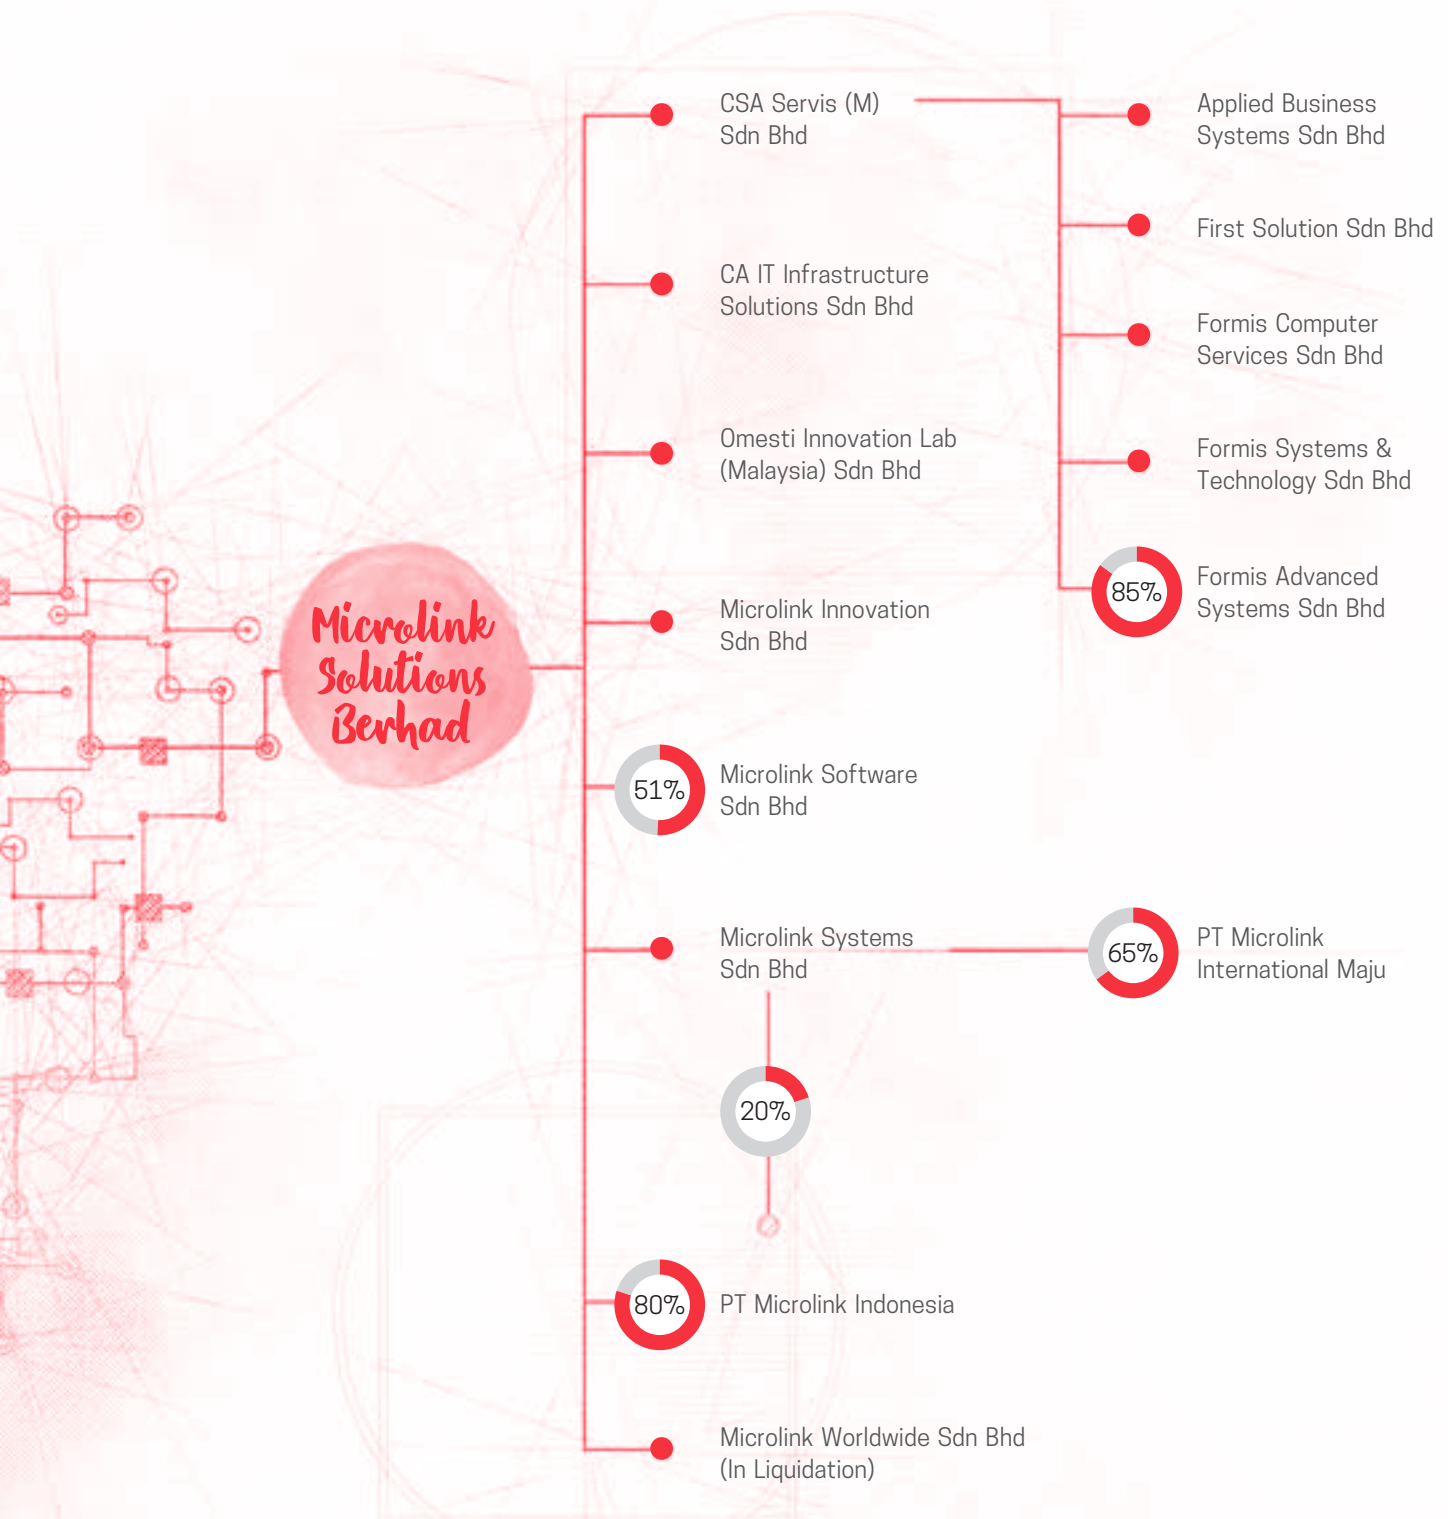 Microlink
Solutions
Berhad
CSA Servis (M)
Sdn Bhd
CA IT Infrastructure
Solutions Sdn Bhd
Omesti Innovation Lab
(Malaysia) Sdn Bhd
Microlink Innovation
Sdn Bhd
51%
Microlink Software
Sdn Bhd
Microlink Systems
Sdn Bhd
20%
80%
PT Microlink Indonesia
Microlink Worldwide Sdn Bhd
(In Liquidation)
Applied Business
Systems Sdn Bhd
First Solution Sdn Bhd
Formis Computer
Services Sdn Bhd
Formis Systems &
Technology Sdn Bhd
85%
Formis Advanced
Systems Sdn Bhd
65%
PT Microlink
International Maju